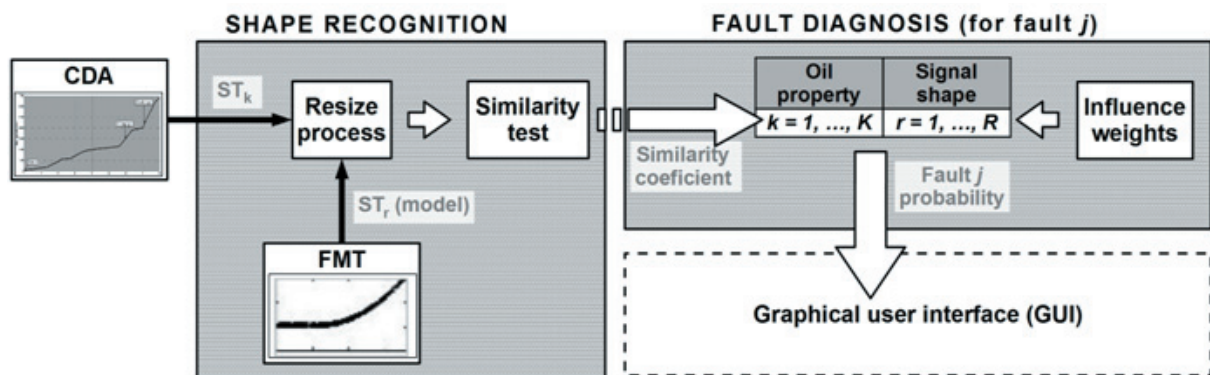 SHAPE RECOGNITION
FAULT DIAGNOSIS (for fault j)
CDA
STk
Resize
process
Similarity
test
STr (model)
FMT
Oil
property
Signal
shape
k = 1, ..., K
r = 1, ..., R
Influence
weights
Similarity
coeficient
Fault j
probability
Graphical user interface (GUI)